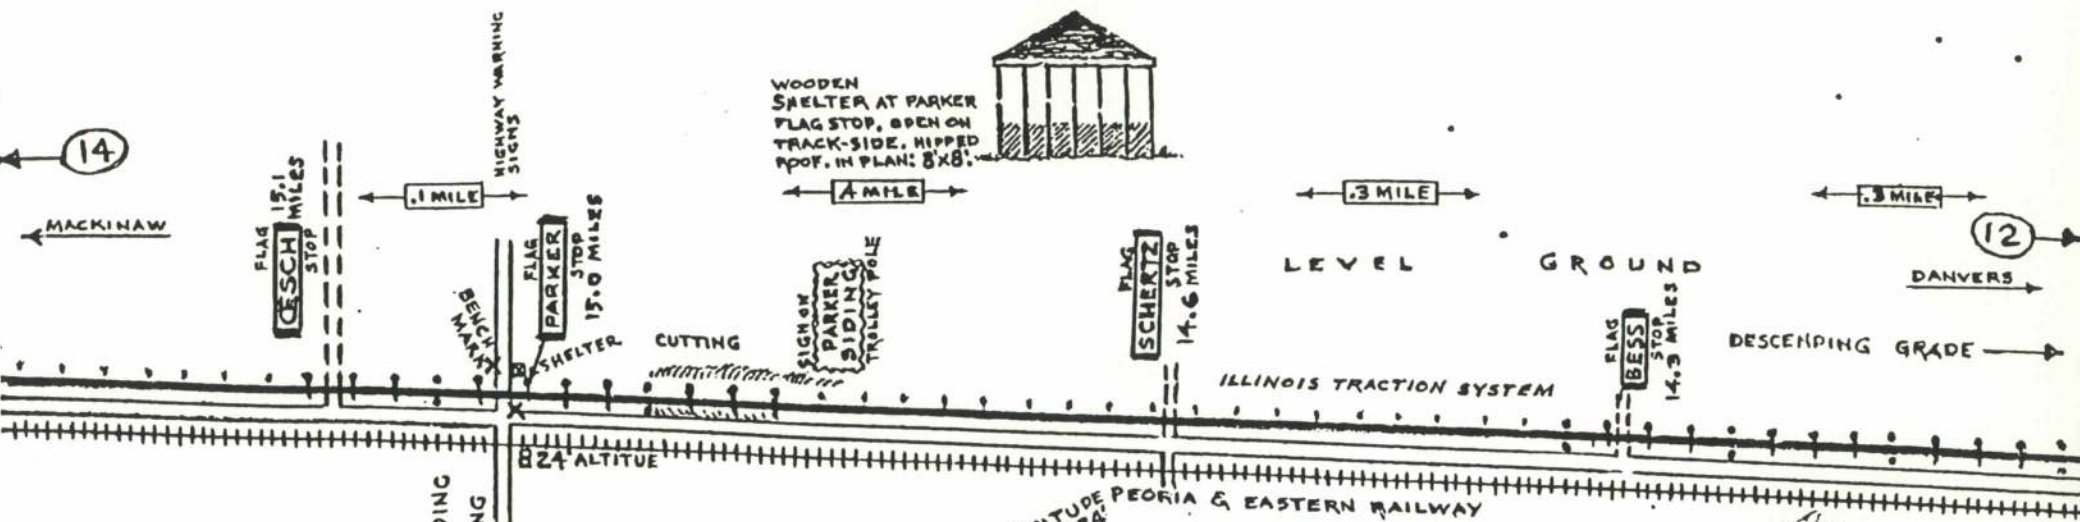 HIGHWAY WARNING
SIGNS
WOODEN
SHELTER AT PARKER
FLAG STOP, OPEN ON
TRACK-SIDE. HIPPED
ROOF. IN PLAN: 8'X8'.
14
MACKINAW
FLAG
ŒSCH
STOP
15.1
MILES
.1 MILE
FLAG
PARKER
STOP
15.0 MILES
.4 MILE
FLAG
SCHERTZ
STOP
14.6 MILES
.3 MILE
.3 MILE
12
DANVERS
LEVEL GROUND
BENCH
MARK
SHELTER
CUTTING
SIGN ON
PARKER
SIDING
TROLLEY POLE
ILLINOIS TRACTION SYSTEM
FLAG
BESS
STOP
14.3 MILES
DESCENDING GRADE
824 ALTITUE
PEORIA & EASTERN RAILWAY